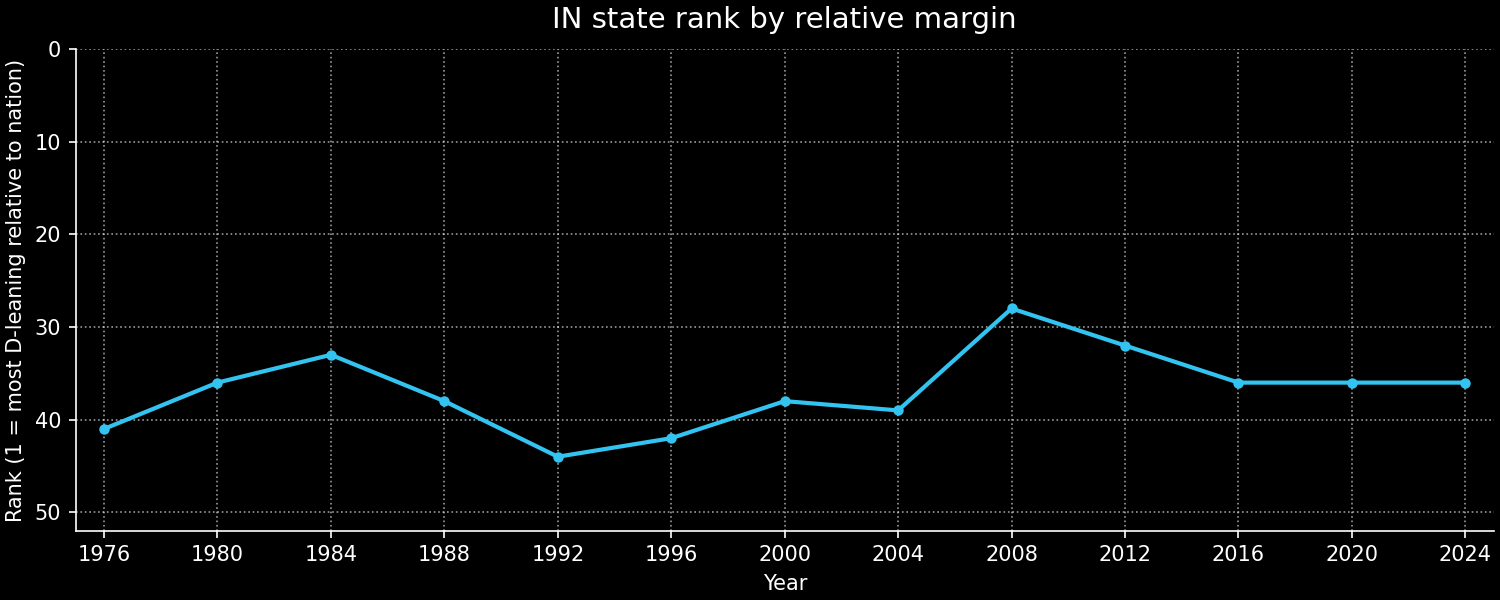 IN state rank by relative margin
Rank (1 = most D-leaning relative to nation)
0
10
20
30
40
50
1976 1980 1984 1988 1992 1996 2000 2004 2008 2012 2016 2020 2024
Year